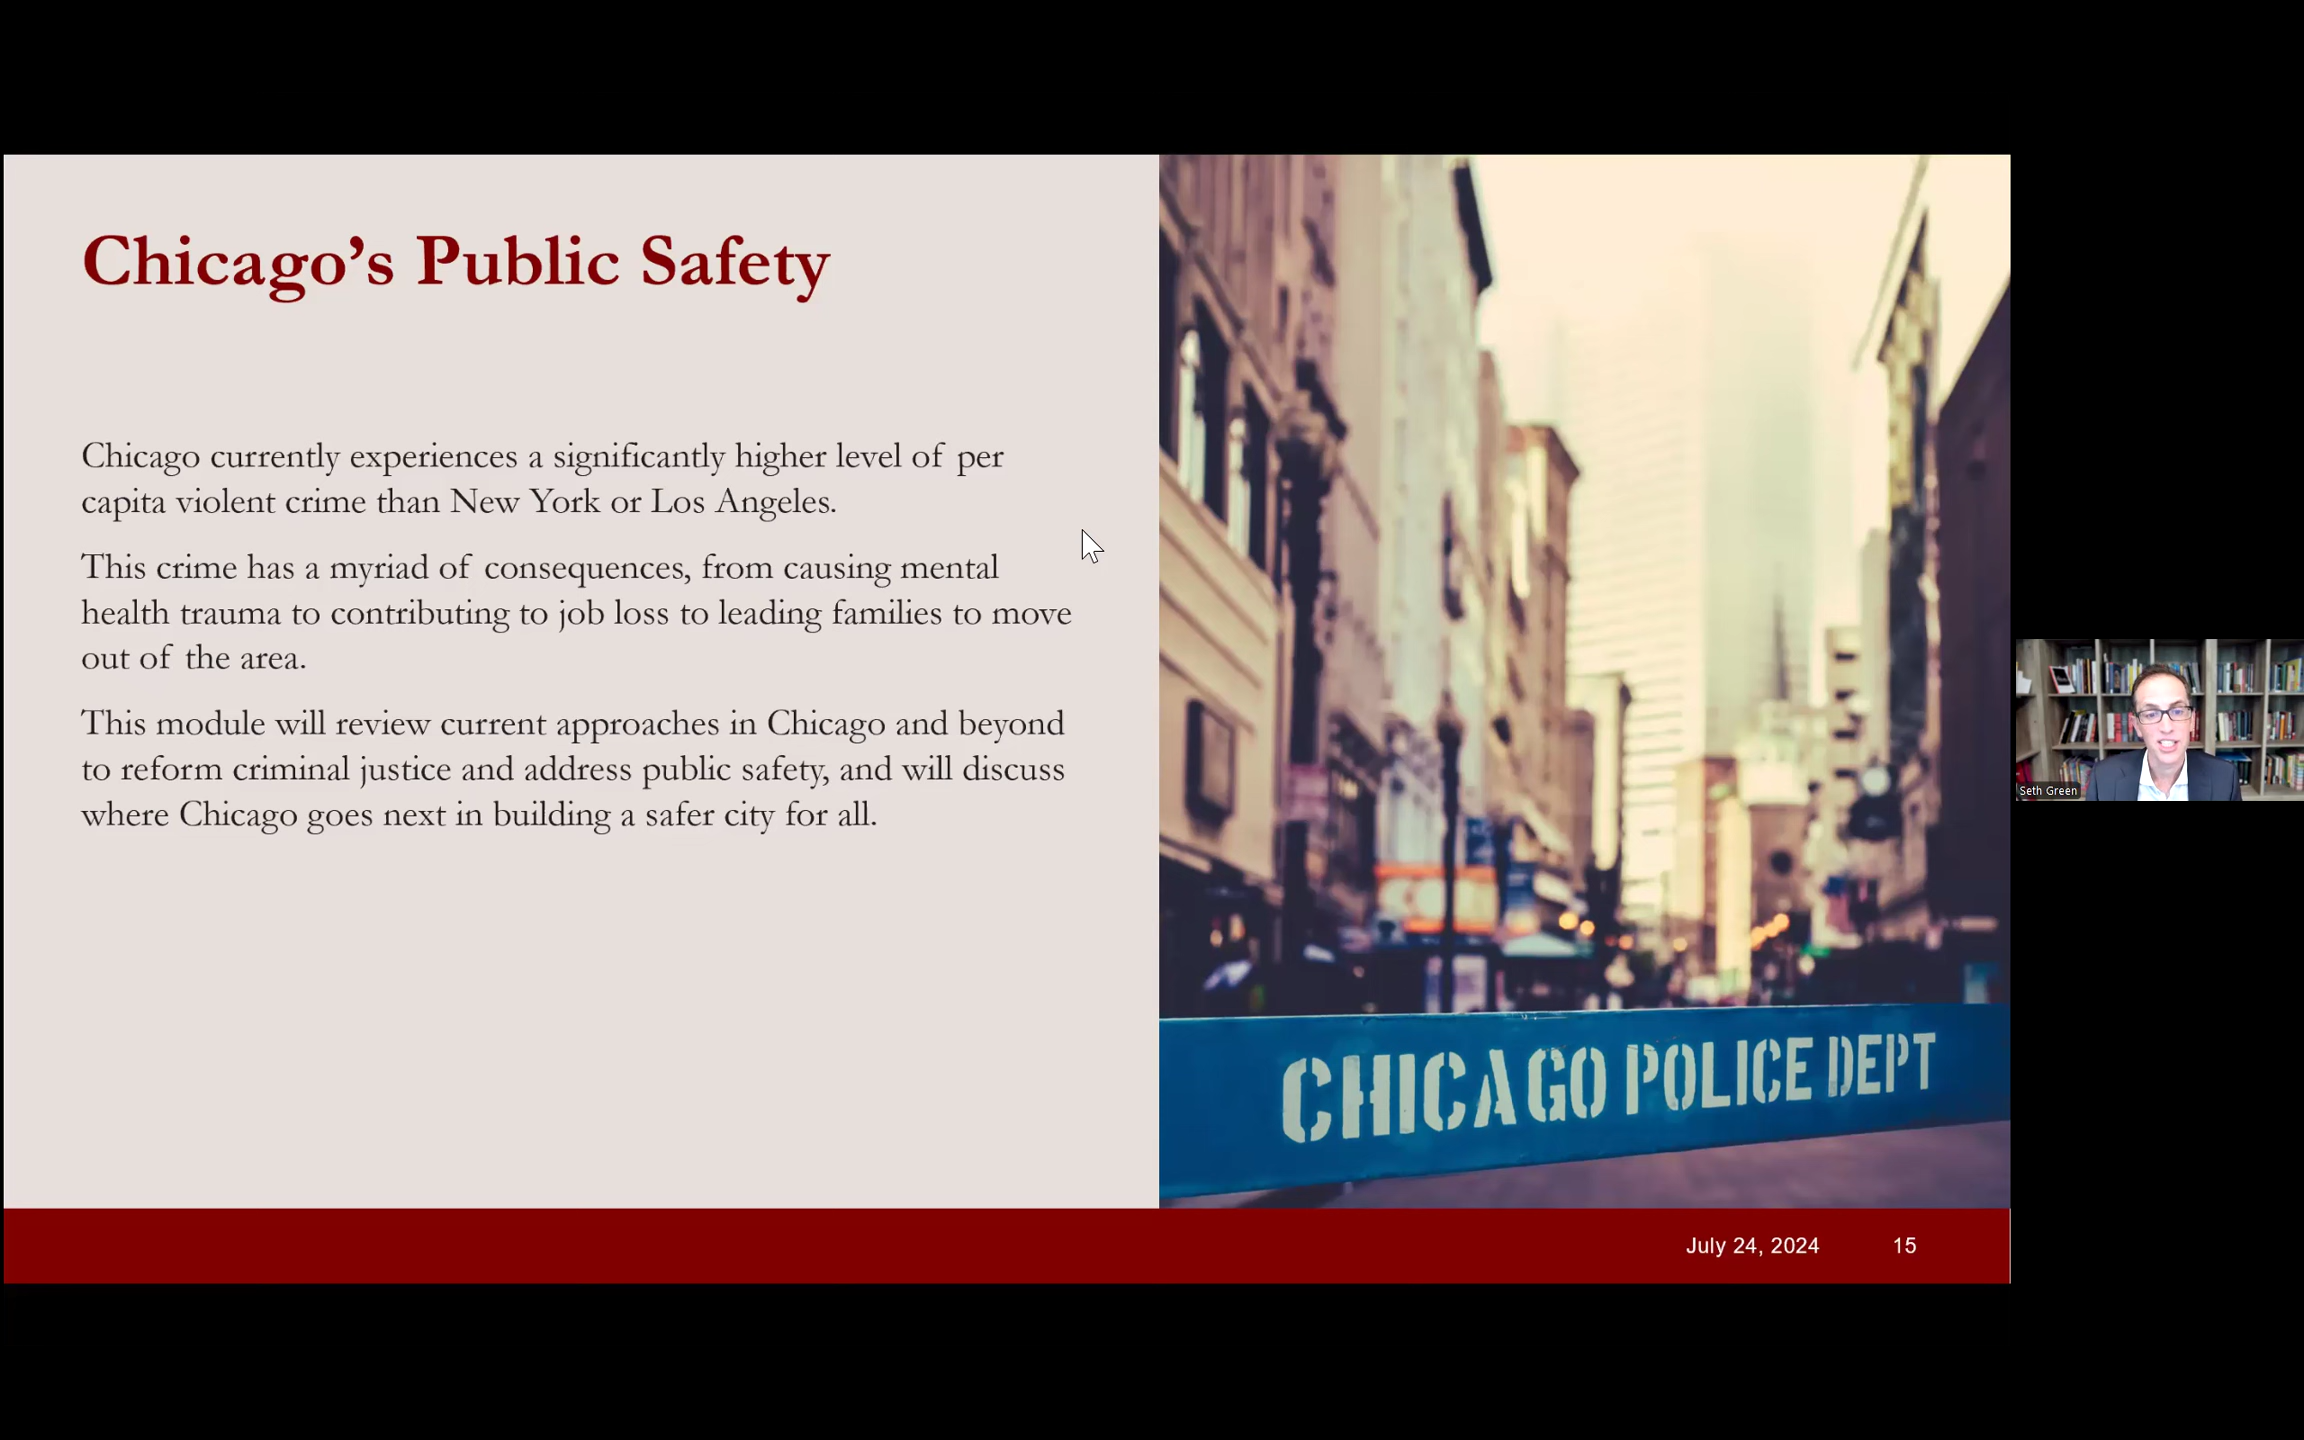 Chicago’s Public Safety
Chicago currently experiences a significantly higher level of per
capita violent crime than New York or Los Angeles.
This crime has a myriad of consequences, from causing mental
health trauma to contributing to job loss to leading families to move
out of the area.
This module will review current approaches in Chicago and beyond
to reform criminal justice and address public safety, and will discuss
where Chicago goes next in building a safer city for all.
CHICAGO POLICE DEPT
Seth Green
July 24, 2024 15